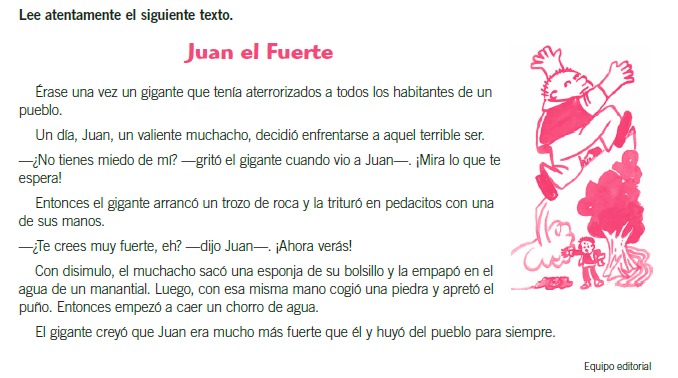 Lee atentamente el siguiente texto.
Juan el Fuerte
Érase una vez un gigante que tenía aterrorizados a todos los habitantes de un
pueblo.
Un día, Juan, un valiente muchacho, decidió enfrentarse a aquel terrible ser.
—¿No tienes miedo de mí? —gritó el gigante cuando vio a Juan—. ¡Mira lo que te
espera!
Entonces el gigante arrancó un trozo de roca y la trituró en pedacitos con una
de sus manos.
—¿Te crees muy fuerte, eh? —dijo Juan—. ¡Ahora verás!
Con disimulo, el muchacho sacó una esponja de su bolsillo y la empapó en el
agua de un manantial. Luego, con esa misma mano cogió una piedra y apretó el
puño. Entonces empezó a caer un chorro de agua.
El gigante creyó que Juan era mucho más fuerte que él y huyó del pueblo para siempre.
Equipo editorial